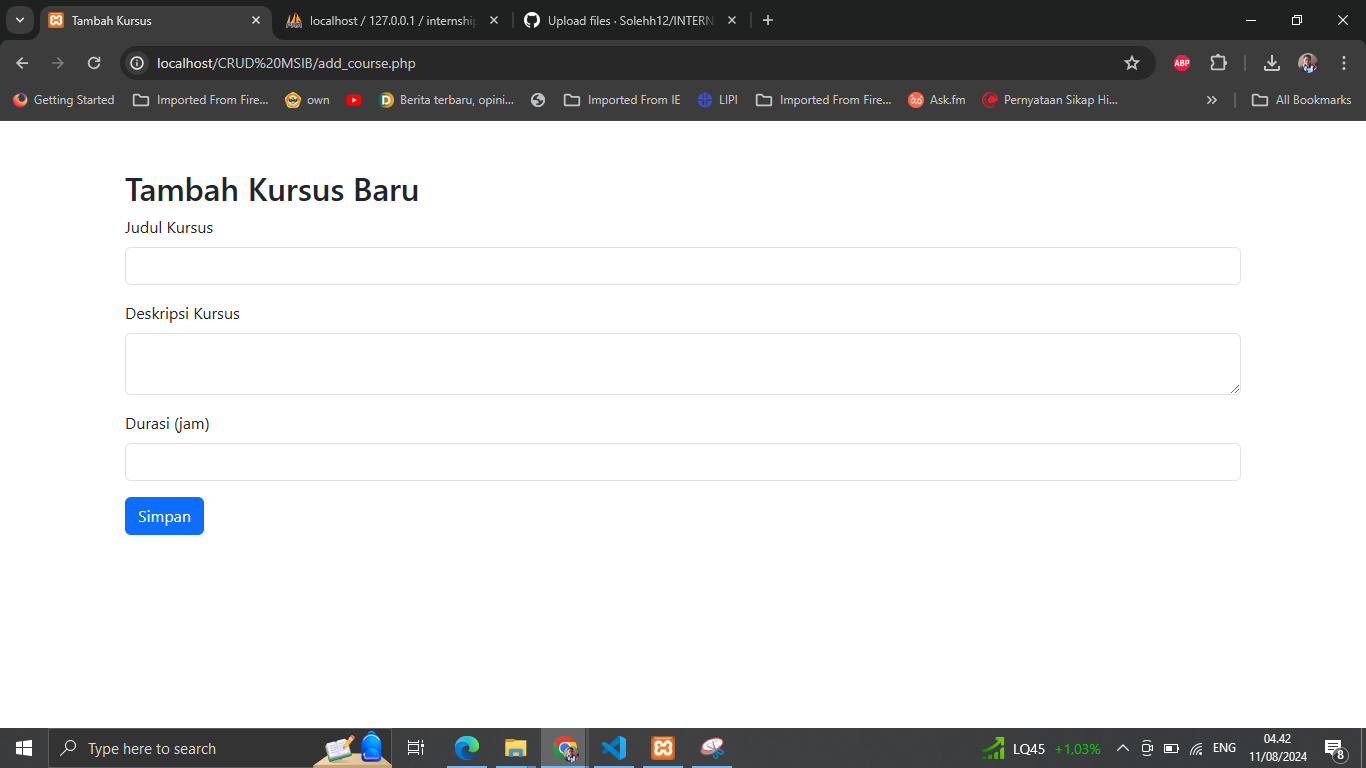 Tambah Kursus
localhost / 127.0.0.1 / internship
Upload files · Solehh12/INTERN
localhost/CRUD%20MSIB/add_course.php
ABP
Getting Started
Imported From Fire...
own
Berita terbaru, opini...
Imported From IE
LIPI
Imported From Fire...
Ask.fm
Pernyataan Sikap Hi...
»
All Bookmarks
Tambah Kursus Baru
Judul Kursus
Deskripsi Kursus
Durasi (jam)
Simpan
Type here to search
LQ45 +1,03%
ENG
04.42
11/08/2024
8